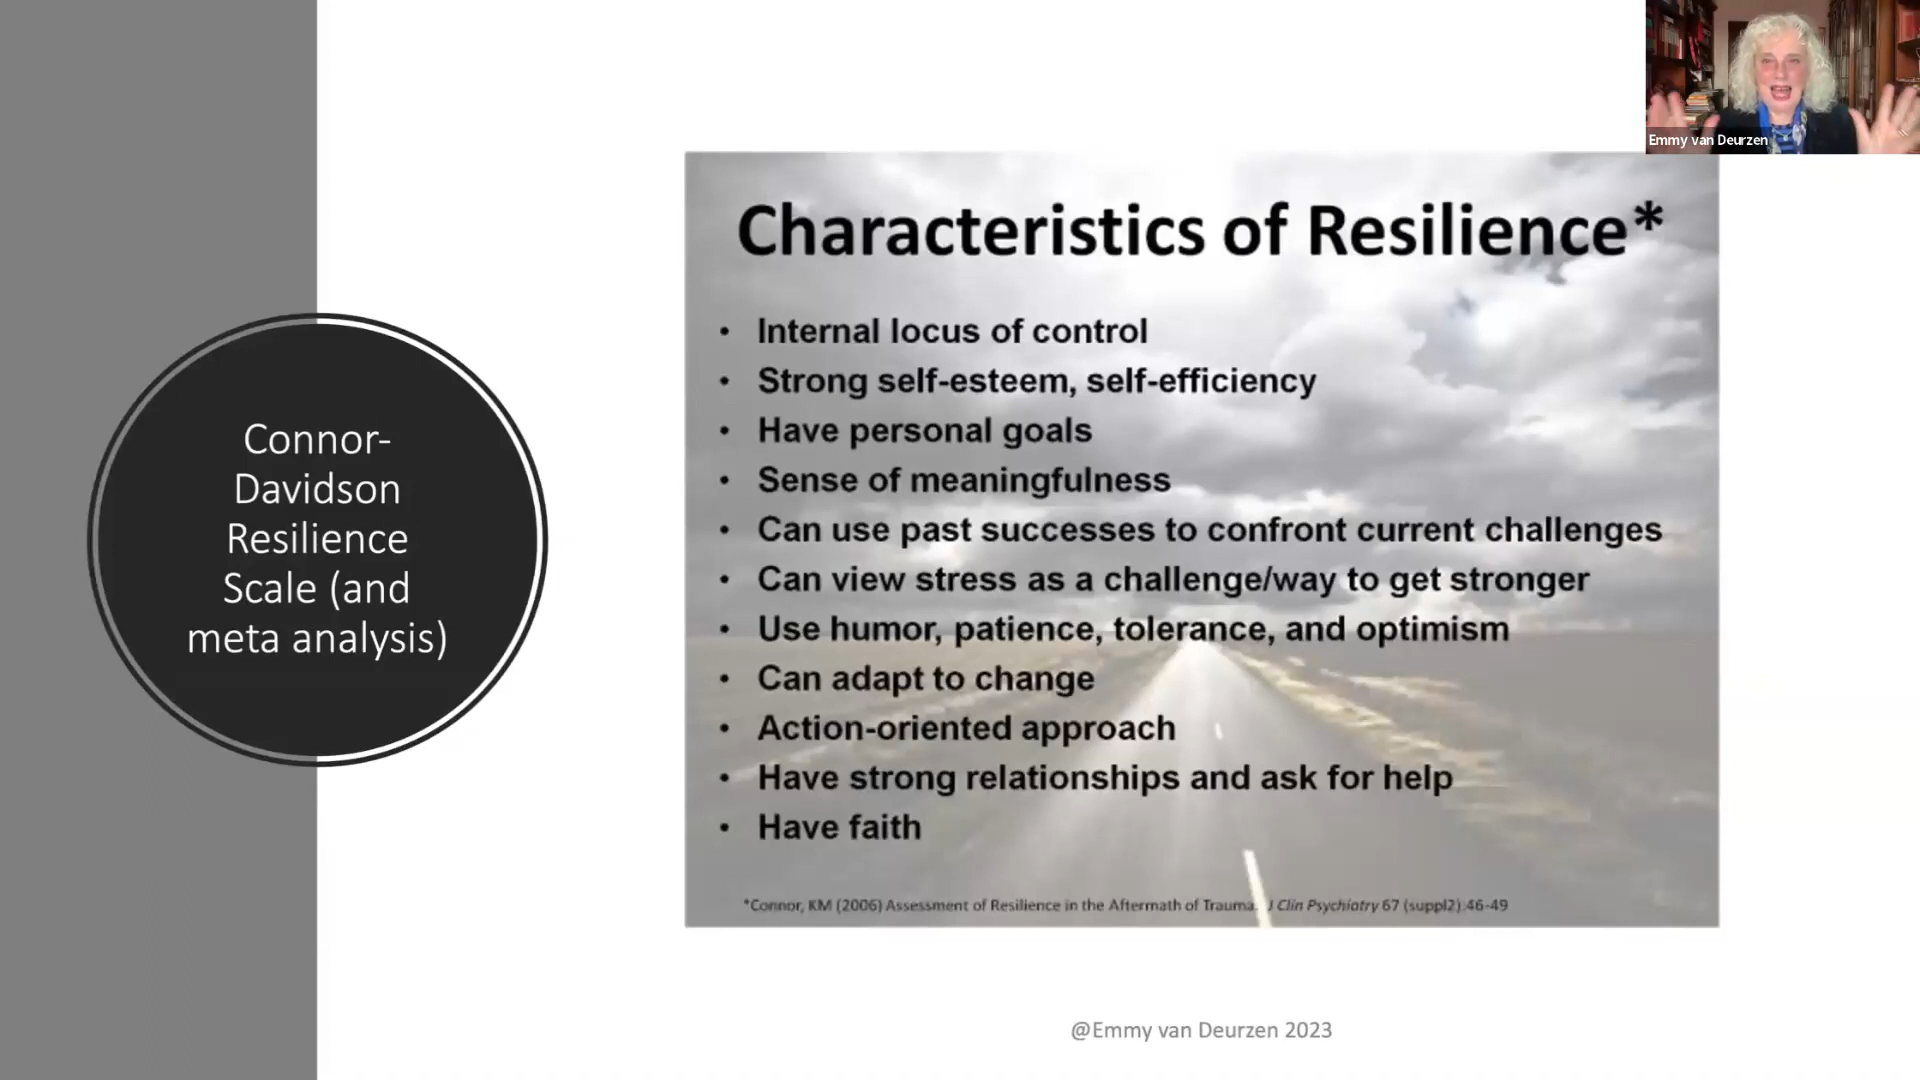 Emmy van Deurzen
Connor-
Davidson
Resilience
Scale (and
meta analysis)
Characteristics of Resilience*
• Internal locus of control
• Strong self-esteem, self-efficiency
• Have personal goals
• Sense of meaningfulness
• Can use past successes to confront current challenges
• Can view stress as a challenge/way to get stronger
• Use humor, patience, tolerance, and optimism
• Can adapt to change
• Action-oriented approach
• Have strong relationships and ask for help
• Have faith
*Connor, KM (2006) Assessment of Resilience in the Aftermath of Trauma. J Clin Psychiatry 67 (suppl2):46-49
@Emmy van Deurzen 2023